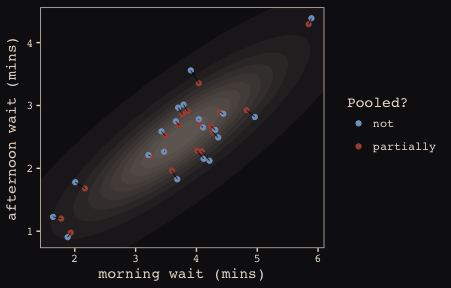 afternoon wait (mins)
4
3
2
1
2
3
4
5
6
morning wait (mins)
Pooled?
not
partially